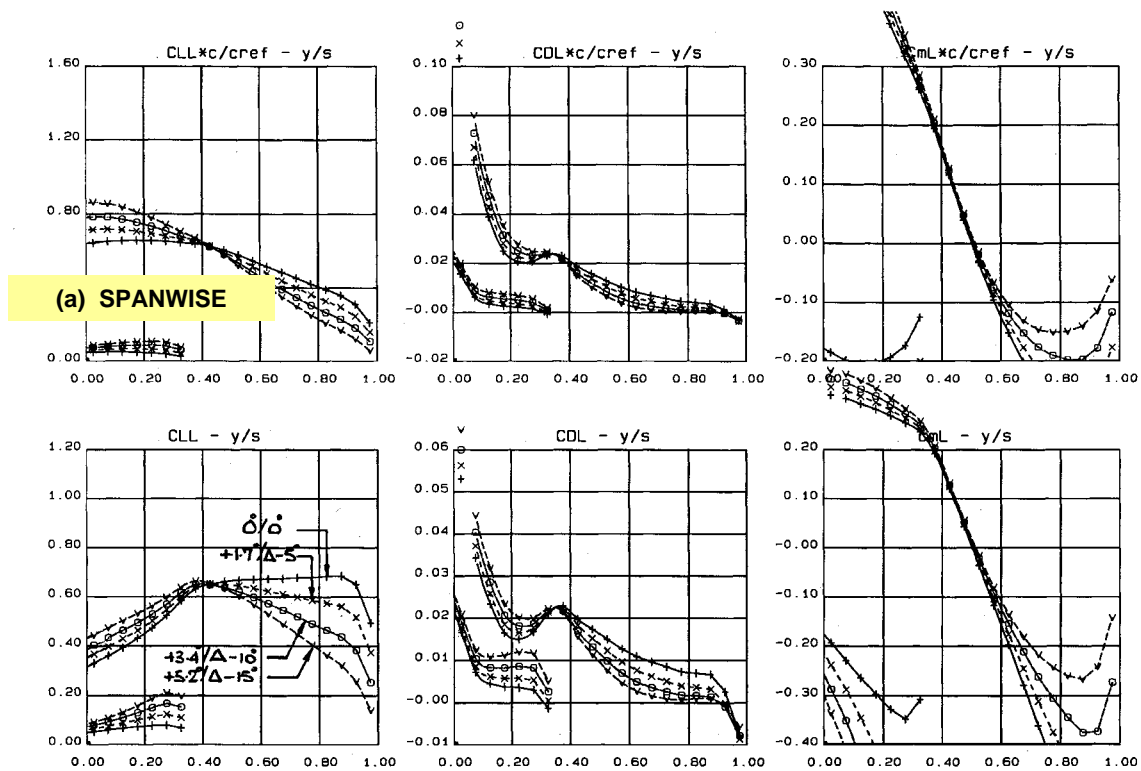 CLL*c/cref - y/s
1.60
1.20
0.80
0.00
0.00 0.20 0.40 0.60 0.80 1.00
CDL*c/cref - y/s
0.10
0.08
0.06
0.04
0.02
-0.00
-0.02
0.00 0.20 0.40 0.60 0.80 1.00
CmL*c/cref - y/s
0.30
0.20
0.10
0.00
-0.10
-0.20
0.00 0.20 0.40 0.60 0.80 1.00
(a) SPANWISE
CLL - y/s
1.20
1.00
0.80
0.60
0.40
0.20
0.00
0.00 0.20 0.40 0.60 0.80 1.00
0°/0°
+1.7°/Δ-5°
+3.4°/Δ-10°
+5.2°/Δ-15°
CDL - y/s
0.06
0.05
0.04
0.03
0.02
0.01
-0.00
-0.01
0.00 0.20 0.40 0.60 0.80 1.00
CmL - y/s
0.20
0.10
-0.00
-0.10
-0.20
-0.30
-0.40
0.00 0.20 0.40 0.60 0.80 1.00